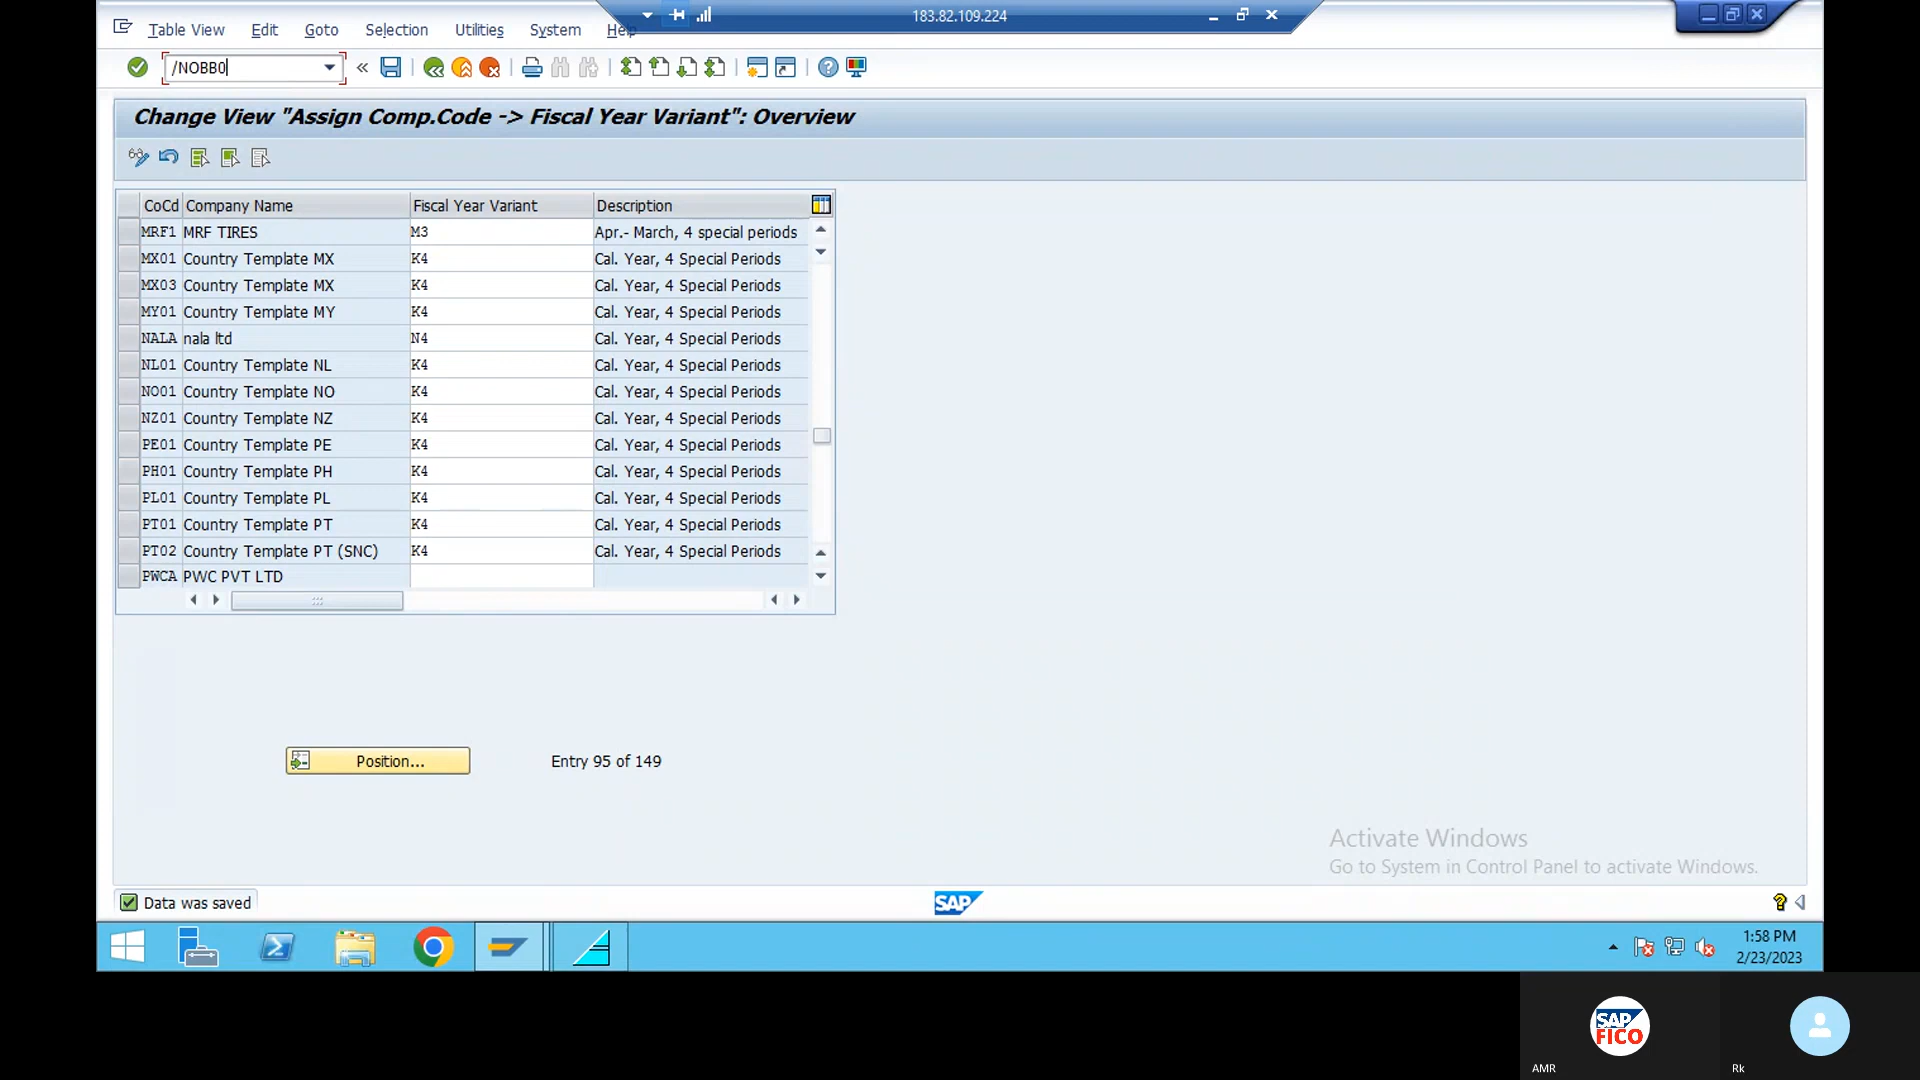 183.82.109.224
Table View Edit Goto Selection Utilities System Help
/NOBB0
Change View "Assign Comp.Code -> Fiscal Year Variant": Overview
CoCd Company Name Fiscal Year Variant Description
MRF1 MRF TIRES M3 Apr.- March, 4 special periods
MX01 Country Template MX K4 Cal. Year, 4 Special Periods
MX03 Country Template MX K4 Cal. Year, 4 Special Periods
MY01 Country Template MY K4 Cal. Year, 4 Special Periods
NALA nala ltd N4 Cal. Year, 4 Special Periods
NL01 Country Template NL K4 Cal. Year, 4 Special Periods
NO01 Country Template NO K4 Cal. Year, 4 Special Periods
NZ01 Country Template NZ K4 Cal. Year, 4 Special Periods
PE01 Country Template PE K4 Cal. Year, 4 Special Periods
PH01 Country Template PH K4 Cal. Year, 4 Special Periods
PL01 Country Template PL K4 Cal. Year, 4 Special Periods
PT01 Country Template PT K4 Cal. Year, 4 Special Periods
PT02 Country Template PT (SNC) K4 Cal. Year, 4 Special Periods
PWCA PWC PVT LTD
Position... Entry 95 of 149
Activate Windows
Go to System in Control Panel to activate Windows.
Data was saved
SAP
1:58 PM
2/23/2023
SAP
FICO
AMR
Rk